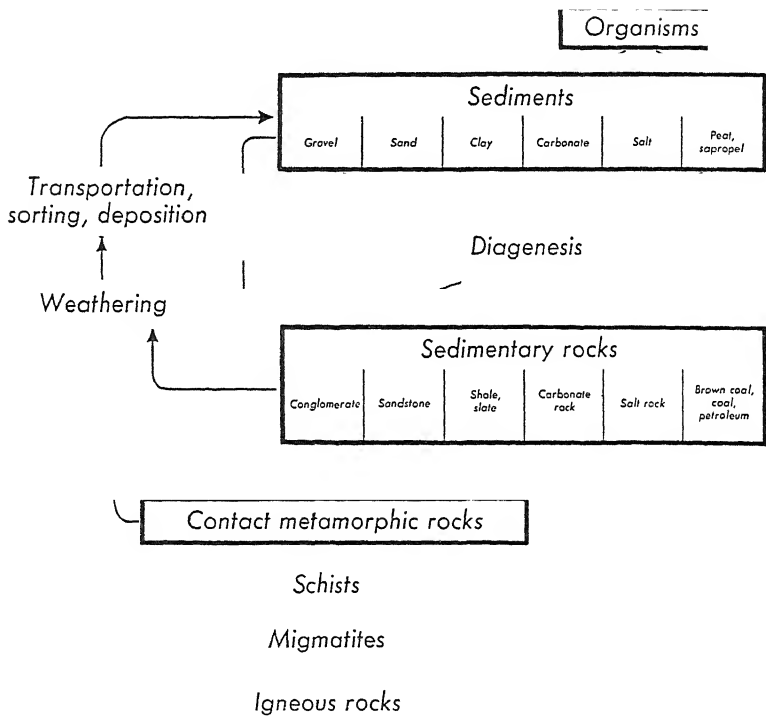 Organisms
Sediments
Gravel
Sand
Clay
Carbonate
Salt
Peat,
sapropel
Transportation,
sorting, deposition
Diagenesis
Weathering
Sedimentary rocks
Conglomerate
Sandstone
Shale,
slate
Carbonate
rock
Salt rock
Brown coal,
coal,
petroleum
Contact metamorphic rocks
Schists
Migmatites
Igneous rocks